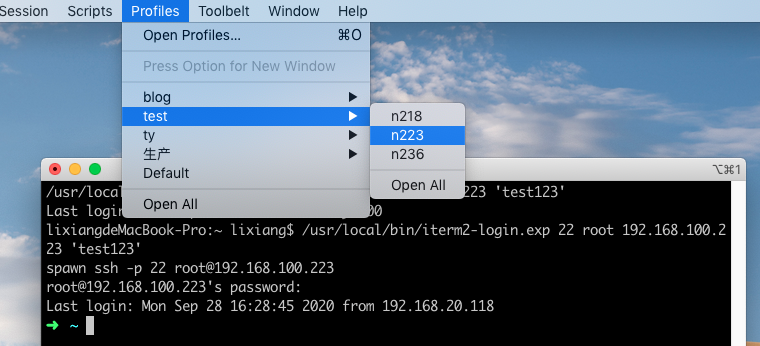 Session Scripts Profiles Toolbelt Window Help
Open Profiles... ⌘O
Press Option for New Window
blog ▶
test ▶
ty ▶
生产 ▶
Default
Open All
n218
n223
n236
Open All
⌥⌘1
/usr/local 223 'test123'
Last login: 00
lixiangdeMacBook-Pro:~ lixiang$ /usr/local/bin/iterm2-login.exp 22 root 192.168.100.2
23 'test123'
spawn ssh -p 22 root@192.168.100.223
root@192.168.100.223's password:
Last login: Mon Sep 28 16:28:45 2020 from 192.168.20.118
➜ ~